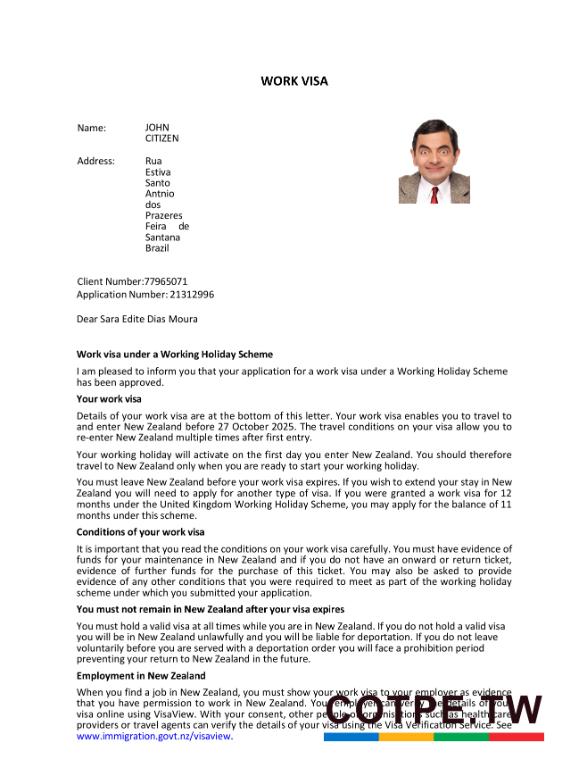 WORK VISA
Name:
JOHN
CITIZEN
Address:
Rua
Estiva
Santo
Antnio
dos
Prazeres
Feira de
Santana
Brazil
Client Number:77965071
Application Number: 21312996
Dear Sara Edite Dias Moura
Work visa under a Working Holiday Scheme
I am pleased to inform you that your application for a work visa under a Working Holiday Scheme
has been approved.
Your work visa
Details of your work visa are at the bottom of this letter. Your work visa enables you to travel to
and enter New Zealand before 27 October 2025. The travel conditions on your visa allow you to
re-enter New Zealand multiple times after first entry.
Your working holiday will activate on the first day you enter New Zealand. You should therefore
travel to New Zealand only when you are ready to start your working holiday.
You must leave New Zealand before your visa expires. If you wish to extend your stay in New
Zealand you will need to apply for another type of visa. If you were granted a work visa for 12
months under the United Kingdom Working Holiday Scheme, you may apply for the balance of 11
months under this scheme.
Conditions of your work visa
It is important that you read the conditions on your work visa carefully. You must have evidence of
funds for your maintenance in New Zealand and if you do not have an onward or return ticket,
evidence of further funds for the purchase of this ticket. You may also be asked to provide
evidence of any other conditions that you were required to meet as part of the working holiday
scheme under which you submitted your application.
You must not remain in New Zealand after your visa expires
You must hold a valid visa at all times while you are in New Zealand. If you do not hold a valid visa
you will be in New Zealand unlawfully and you will be liable for deportation. If you do not leave
voluntarily before you are served with a deportation order you will face a prohibition period
preventing your return to New Zealand in the future.
Employment in New Zealand
When you find a job in New Zealand, you must show your work visa to your employer as evidence
that you have permission to work in New Zealand. Your employer can verify the details of your
visa online using VisaView. With your consent, other people or organisations such as healthcare
providers or travel agents can verify the details of your visa using the Visa Verification Service. See
www.immigration.govt.nz/visaview.
COTPE.TW